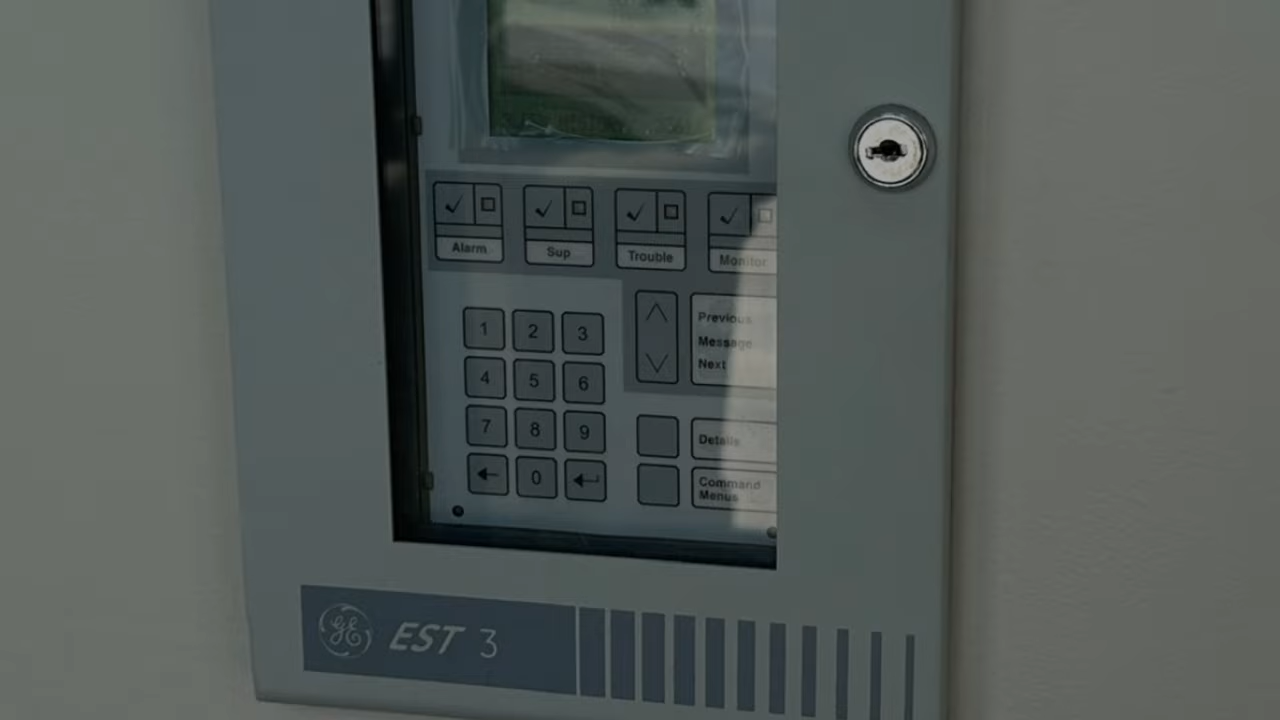 Alarm
Sup
Trouble
Monitor
1 2 3
4 5 6
7 8 9
0
Previous
Message
Next
Details
Command
Menus
GE EST 3